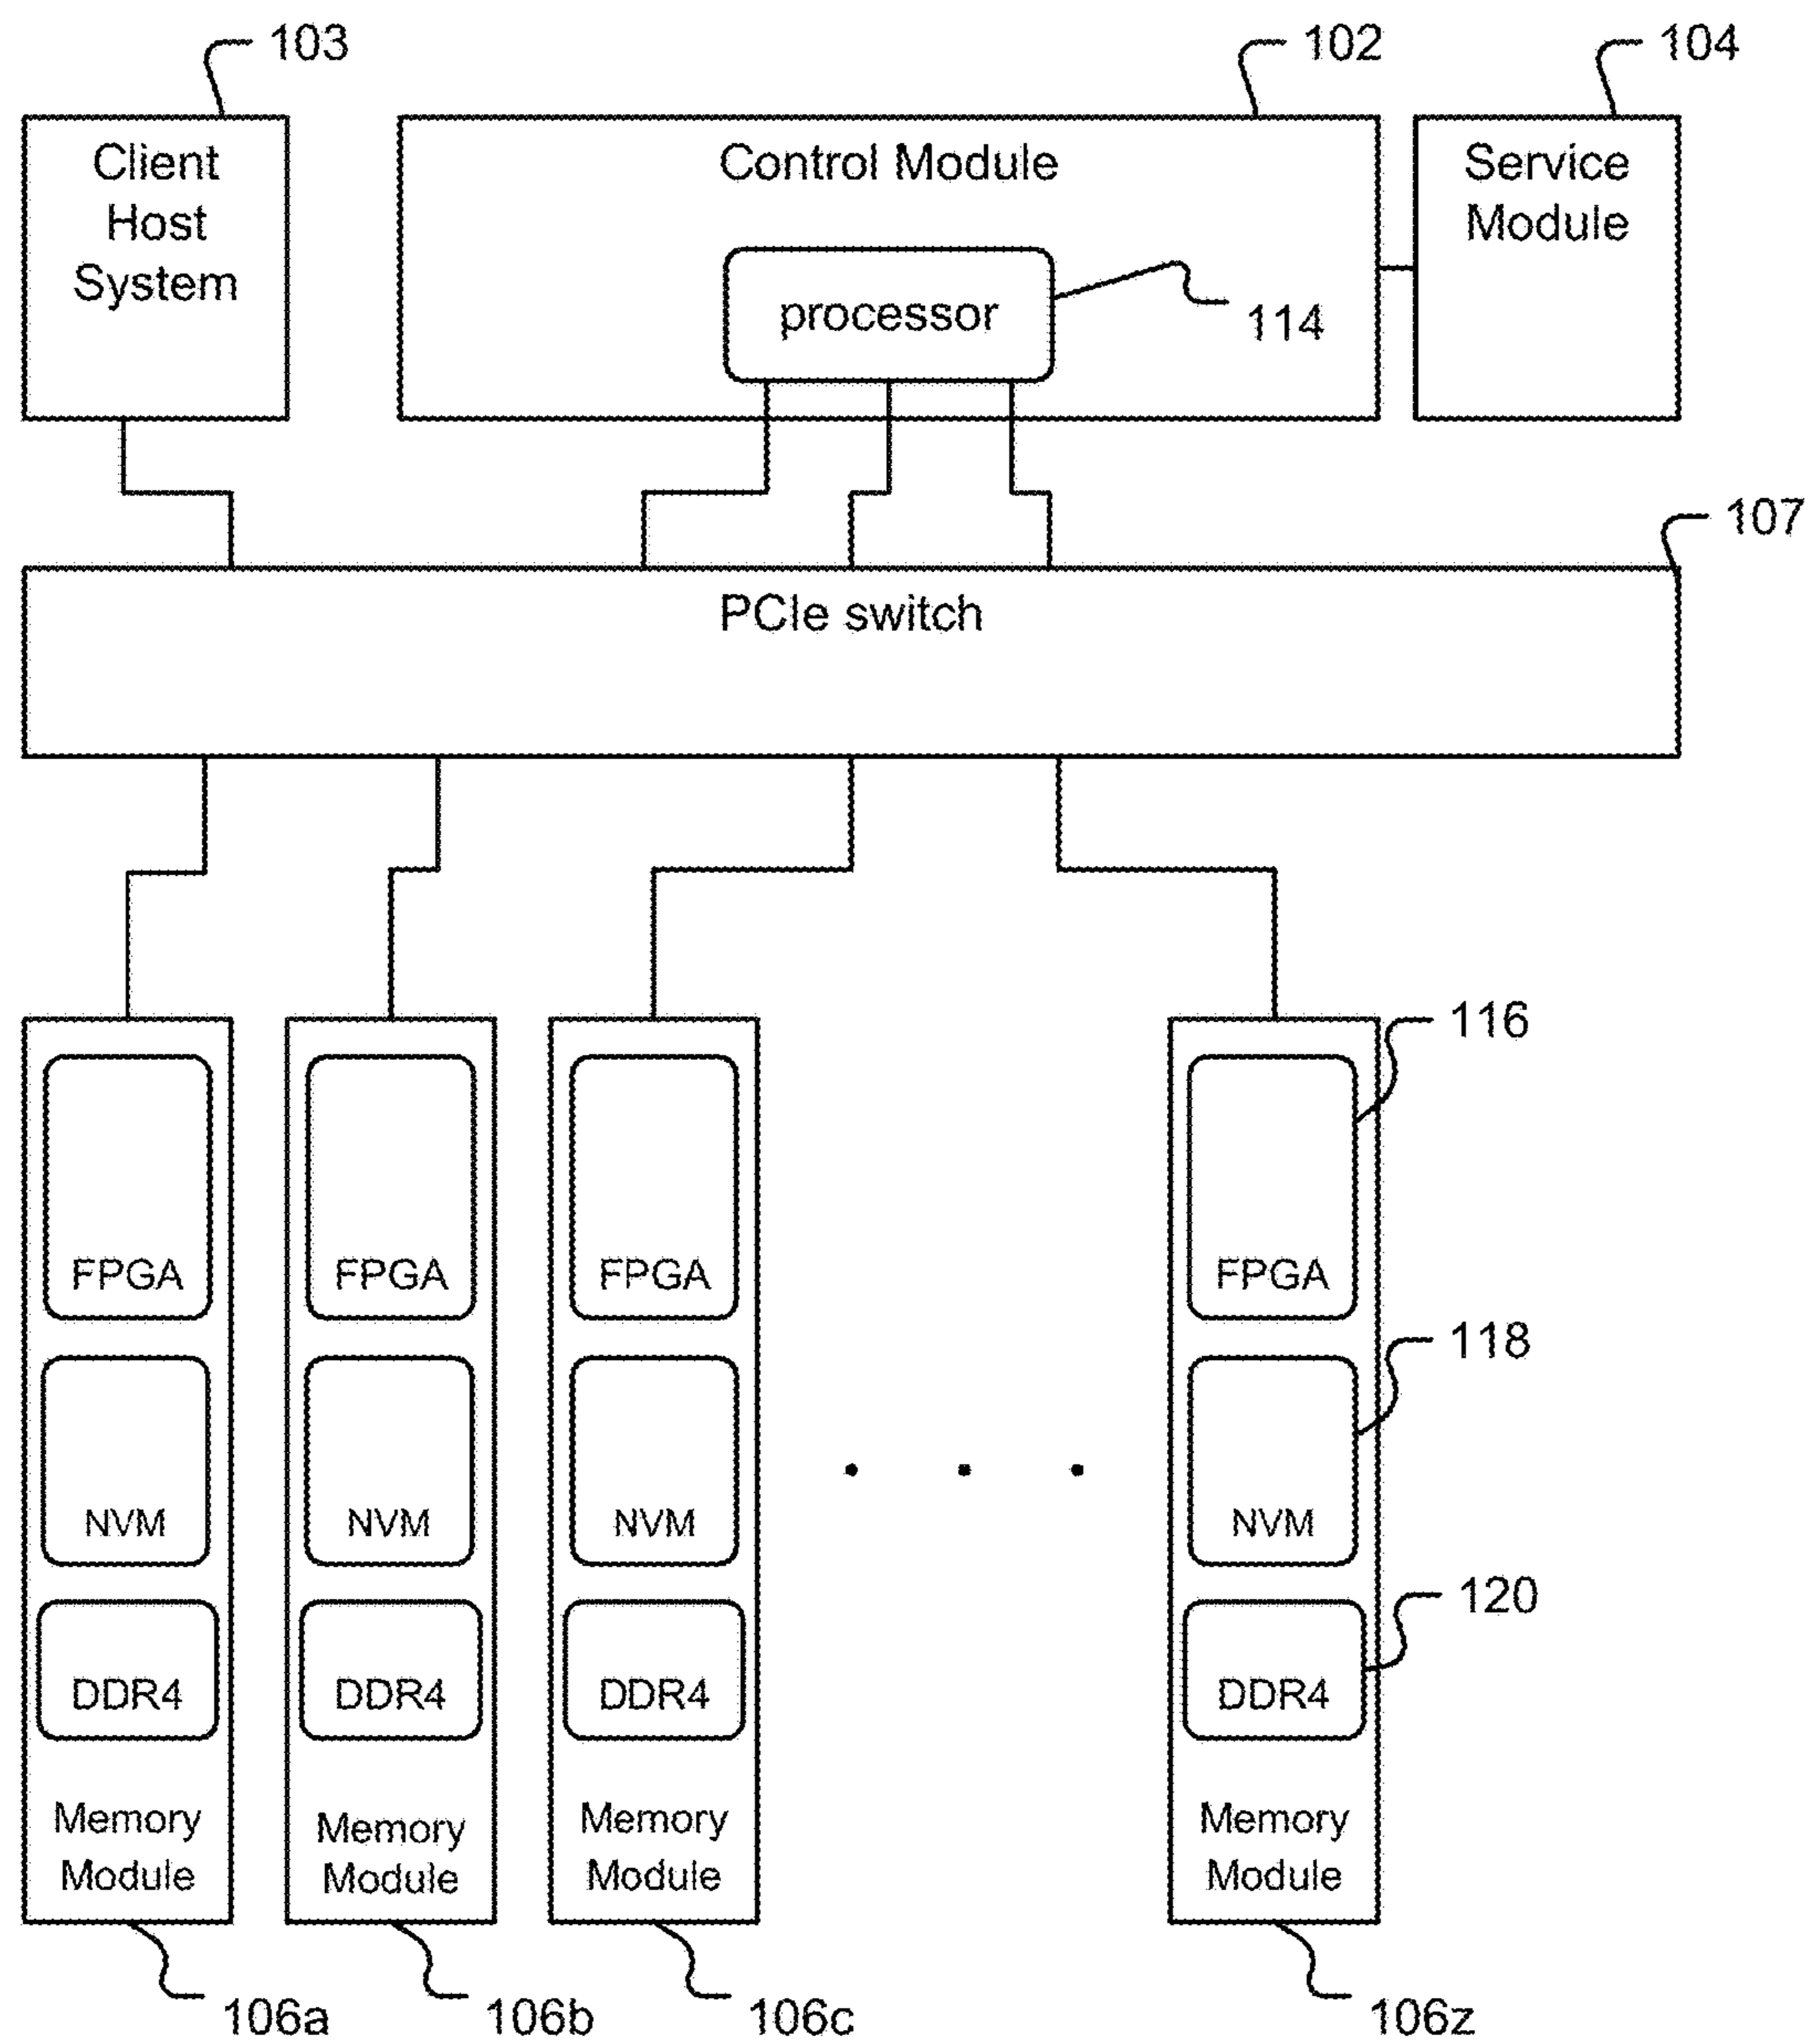 103
102
104
Client
Host
System
Control Module
Service
Module
processor
114
107
PCIe switch
116
FPGA
FPGA
FPGA
FPGA
118
NVM
NVM
NVM
NVM
120
DDR4
DDR4
DDR4
DDR4
Memory
Module
Memory
Module
Memory
Module
Memory
Module
106a
106b
106c
106z